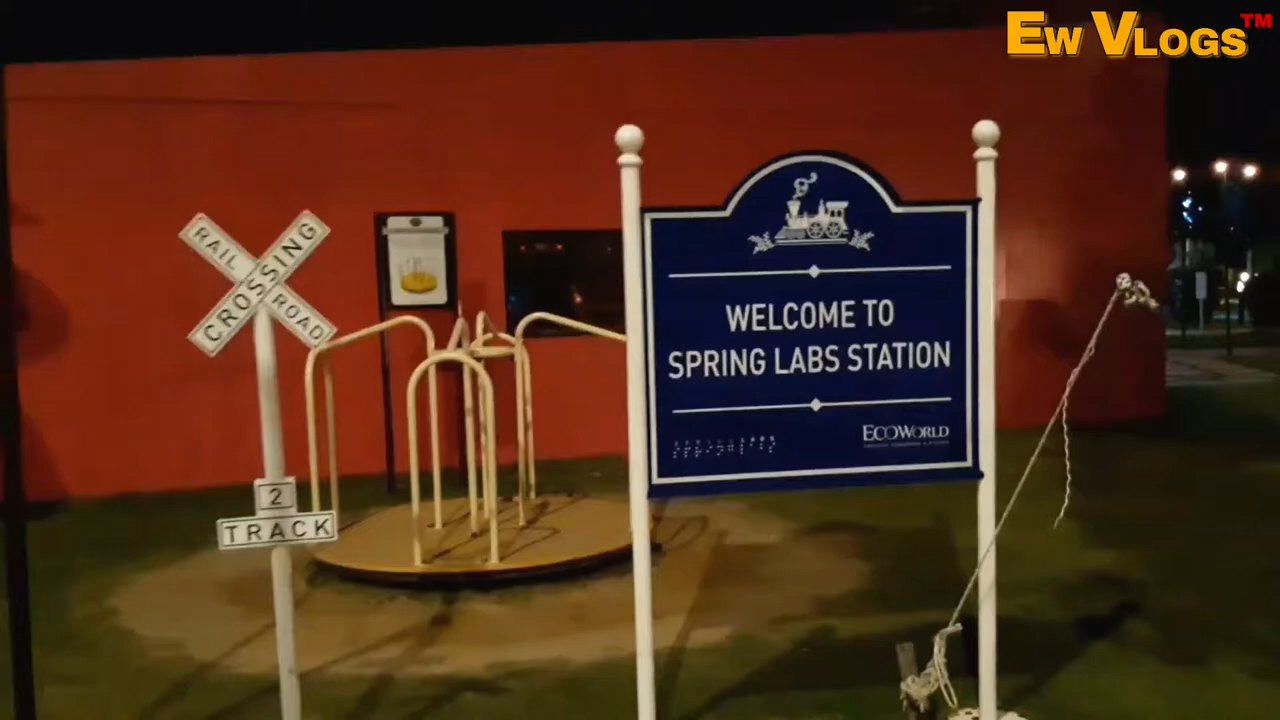 EW VLOGS™
RAIL ROAD
CROSSING
2
TRACK
WELCOME TO
SPRING LABS STATION
ECOWORLD